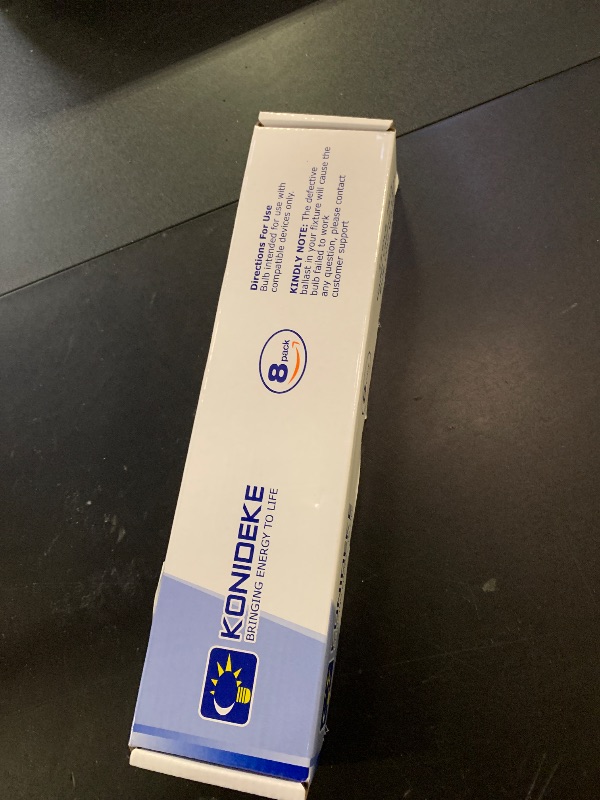 KONIDEKE
BRINGING ENERGY TO LIFE
8 pack
Directions For Use
Bulb intended for use with
compatible devices only.
KINDLY NOTE: The defective
ballast in your fixture will cause the
bulb failed to work
any question, please contact
customer support